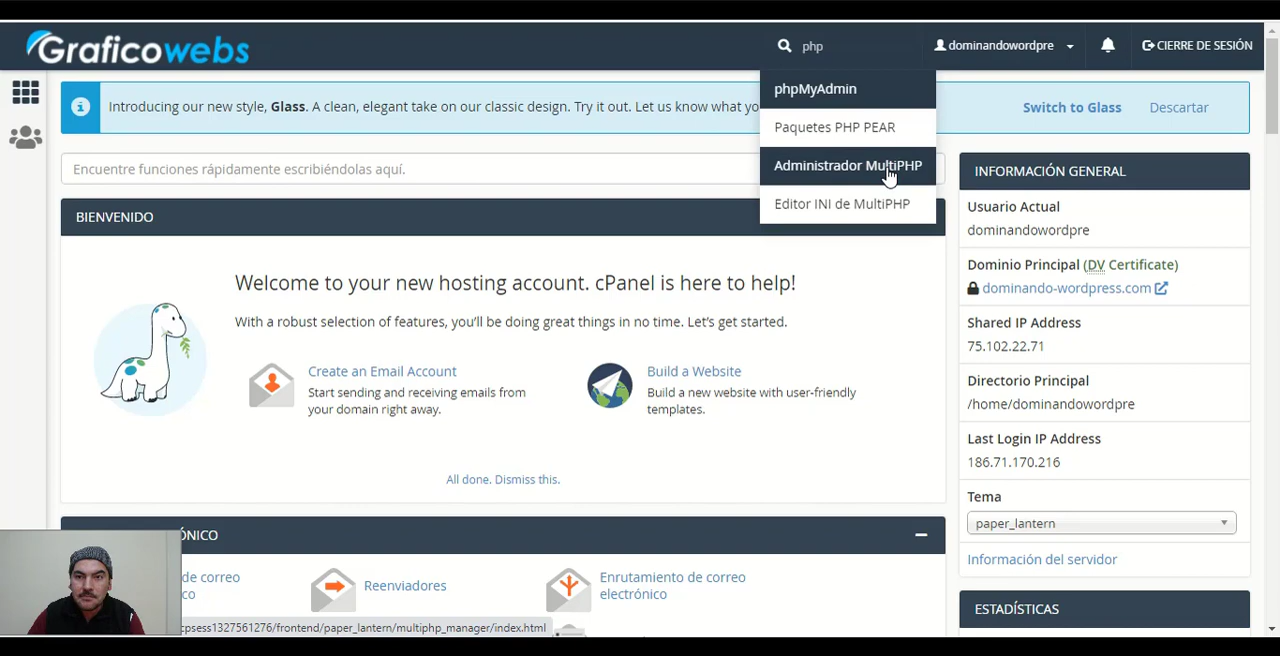 Graficowebs
php
dominandowordpre
CIERRE DE SESIÓN
phpMyAdmin
Paquetes PHP PEAR
Administrador MultiPHP
Editor INI de MultiPHP
Introducing our new style, Glass. A clean, elegant take on our classic design. Try it out. Let us know what yo
Switch to Glass
Descartar
Encuentre funciones rápidamente escribiéndolas aquí.
BIENVENIDO
Welcome to your new hosting account. cPanel is here to help!
With a robust selection of features, you'll be doing great things in no time. Let's get started.
Create an Email Account
Start sending and receiving emails from
your domain right away.
Build a Website
Build a new website with user-friendly
templates.
All done. Dismiss this.
ÓNICO
de correo
co
Reenviadores
Enrutamiento de correo
electrónico
cpsess1327561276/frontend/paper_lantern/multiphp_manager/index.html
INFORMACIÓN GENERAL
Usuario Actual
dominandowordpre
Dominio Principal (DV Certificate)
dominando-wordpress.com
Shared IP Address
75.102.22.71
Directorio Principal
/home/dominandowordpre
Last Login IP Address
186.71.170.216
Tema
paper_lantern
Información del servidor
ESTADÍSTICAS